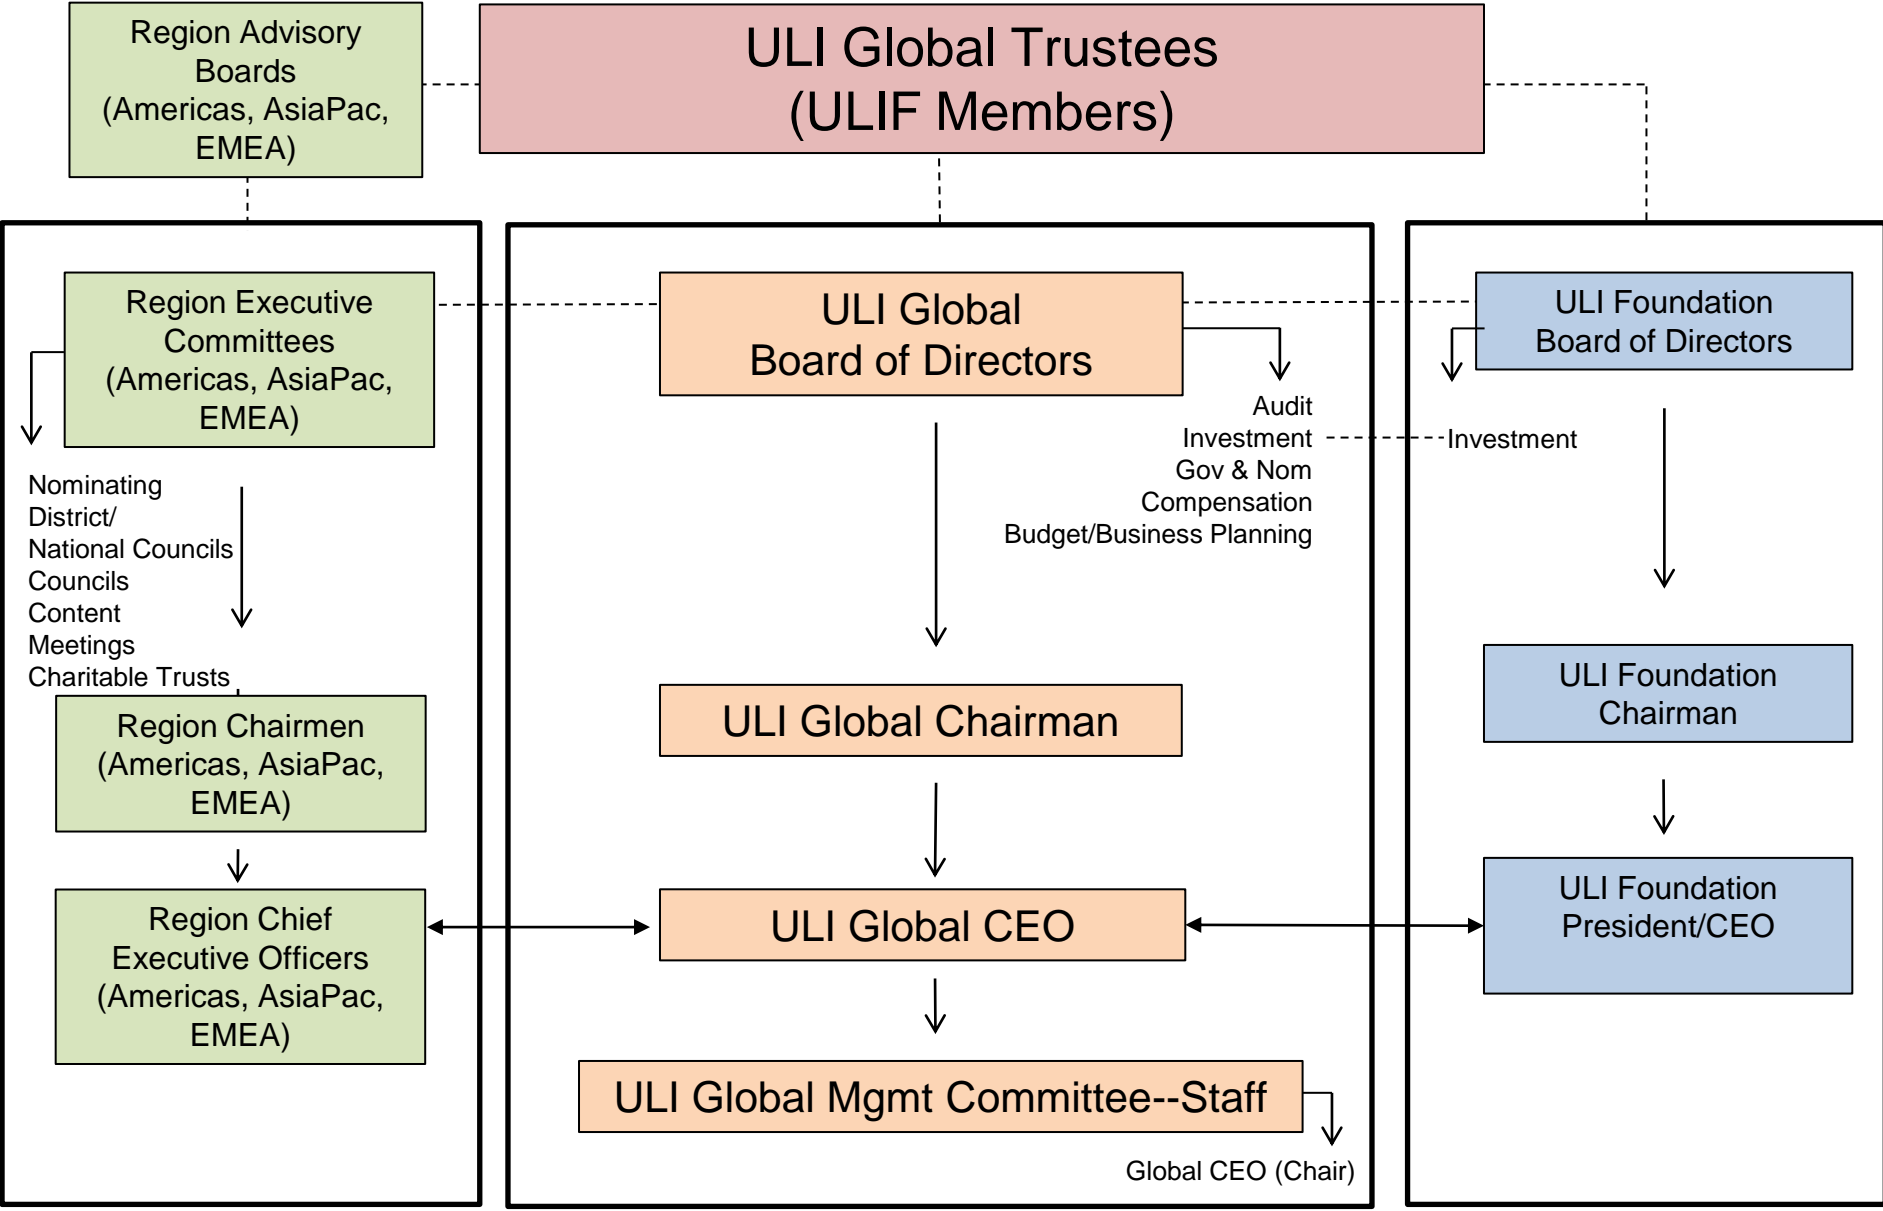 Region Advisory
Boards
(Americas, AsiaPac,
EMEA)
ULI Global Trustees
(ULIF Members)
Region Executive
Committees
(Americas, AsiaPac,
EMEA)
ULI Global
Board of Directors
ULI Foundation
Board of Directors
Audit
Investment
Gov & Nom
Compensation
Budget/Business Planning
Investment
Nominating
District/
National Councils
Councils
Content
Meetings
Charitable Trusts
Region Chairmen
(Americas, AsiaPac,
EMEA)
ULI Global Chairman
ULI Foundation
Chairman
Region Chief
Executive Officers
(Americas, AsiaPac,
EMEA)
ULI Global CEO
ULI Foundation
President/CEO
ULI Global Mgmt Committee--Staff
Global CEO (Chair)